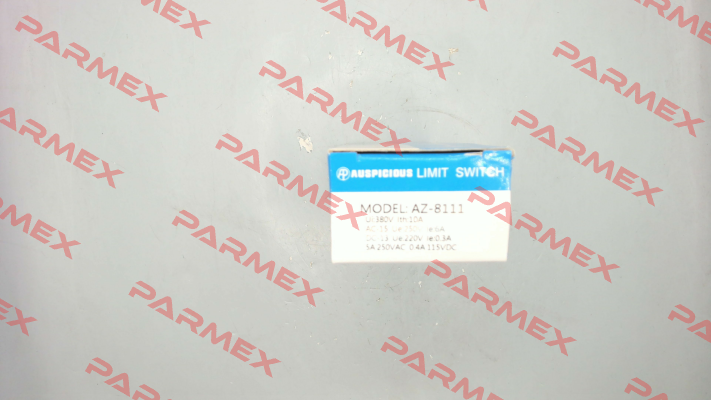 AUSPICIOUS LIMIT SWITCH
MODEL: AZ-8111
Ui:380V Ith:10A
AC-15 Ue:250V Ie:6A
DC-13 Ue:220V Ie:0.3A
5A 250VAC 0.4A 115VDC
PARMEX
PARMEX
PARMEX
PARMEX
PARMEX
PARMEX
PARMEX
PARMEX
PARMEX
PARMEX
PARMEX
PARMEX
PARMEX